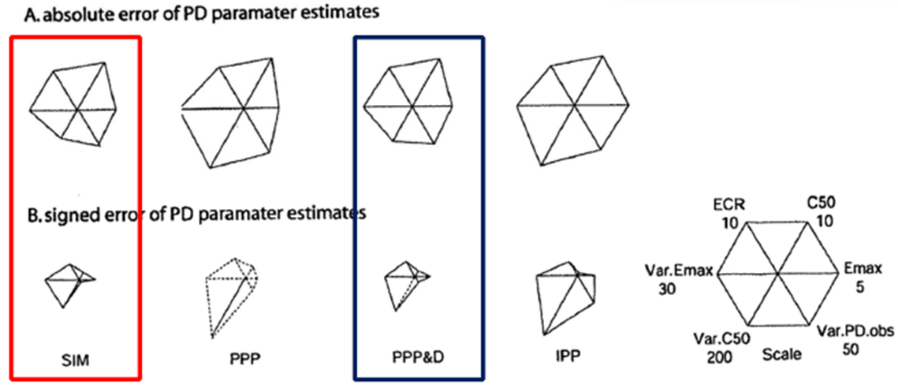 A. absolute error of PD paramater estimates
B. signed error of PD paramater estimates
ECR
10
C50
10
Var.Emax
30
Emax
5
Var.C50
200
Scale
Var.PD.obs
50
SIM
PPP
PPP&D
IPP